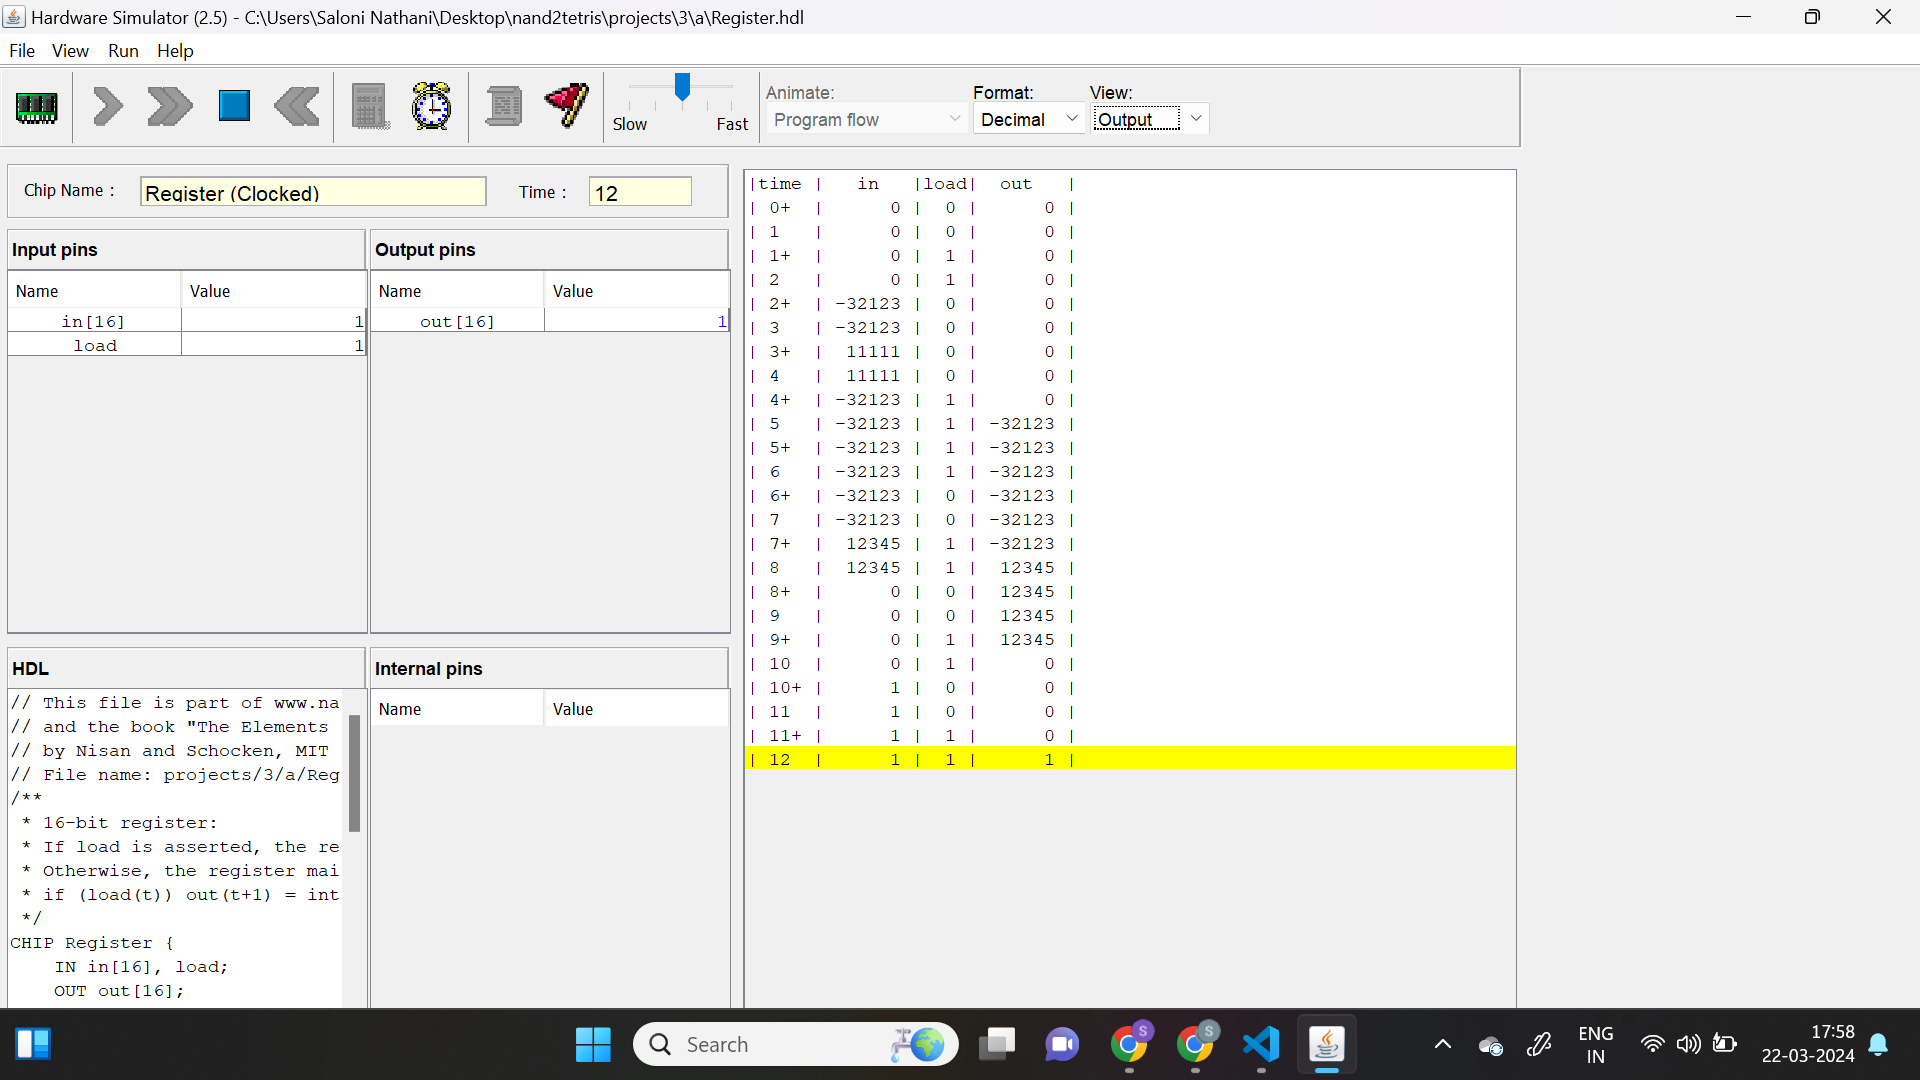 Hardware Simulator (2.5) - C:\Users\Saloni Nathani\Desktop\nand2tetris\projects\3\a\Register.hdl
File View Run Help
Slow Fast
Animate:
Program flow
Format:
Decimal
View:
Output
Chip Name : Register (Clocked) Time : 12
Input pins
Name Value
in[16] 1
load 1
Output pins
Name Value
out[16] 1
HDL
// This file is part of www.na
// and the book "The Elements
// by Nisan and Schocken, MIT
// File name: projects/3/a/Reg
/**
* 16-bit register:
* If load is asserted, the re
* Otherwise, the register mai
* if (load(t)) out(t+1) = int
*/
CHIP Register {
IN in[16], load;
OUT out[16];
Internal pins
Name Value
|time | in |load| out |
| 0+ | 0 | 0 | 0 |
| 1 | 0 | 0 | 0 |
| 1+ | 0 | 1 | 0 |
| 2 | 0 | 1 | 0 |
| 2+ | -32123 | 0 | 0 |
| 3 | -32123 | 0 | 0 |
| 3+ | 11111 | 0 | 0 |
| 4 | 11111 | 0 | 0 |
| 4+ | -32123 | 1 | 0 |
| 5 | -32123 | 1 | -32123 |
| 5+ | -32123 | 1 | -32123 |
| 6 | -32123 | 1 | -32123 |
| 6+ | -32123 | 0 | -32123 |
| 7 | -32123 | 0 | -32123 |
| 7+ | 12345 | 1 | -32123 |
| 8 | 12345 | 1 | 12345 |
| 8+ | 0 | 0 | 12345 |
| 9 | 0 | 0 | 12345 |
| 9+ | 0 | 1 | 12345 |
| 10 | 0 | 1 | 0 |
| 10+ | 1 | 0 | 0 |
| 11 | 1 | 0 | 0 |
| 11+ | 1 | 1 | 0 |
| 12 | 1 | 1 | 1 |
Search
S
S
ENG
IN
17:58
22-03-2024